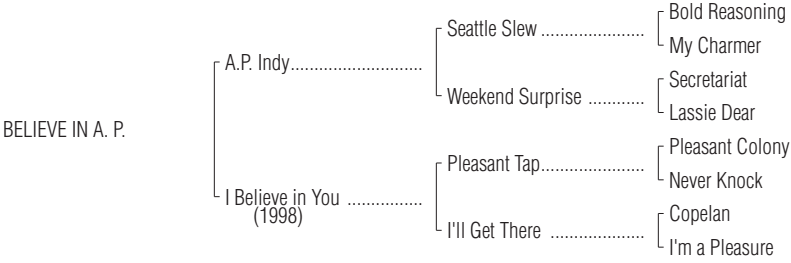 Bold Reasoning
Seattle Slew ......................
My Charmer
A.P. Indy............................
Secretariat
Weekend Surprise ............
Lassie Dear
BELIEVE IN A. P.
Pleasant Colony
Pleasant Tap......................
Never Knock
I Believe in You ................
(1998)
Copelan
I'll Get There ....................
I'm a Pleasure